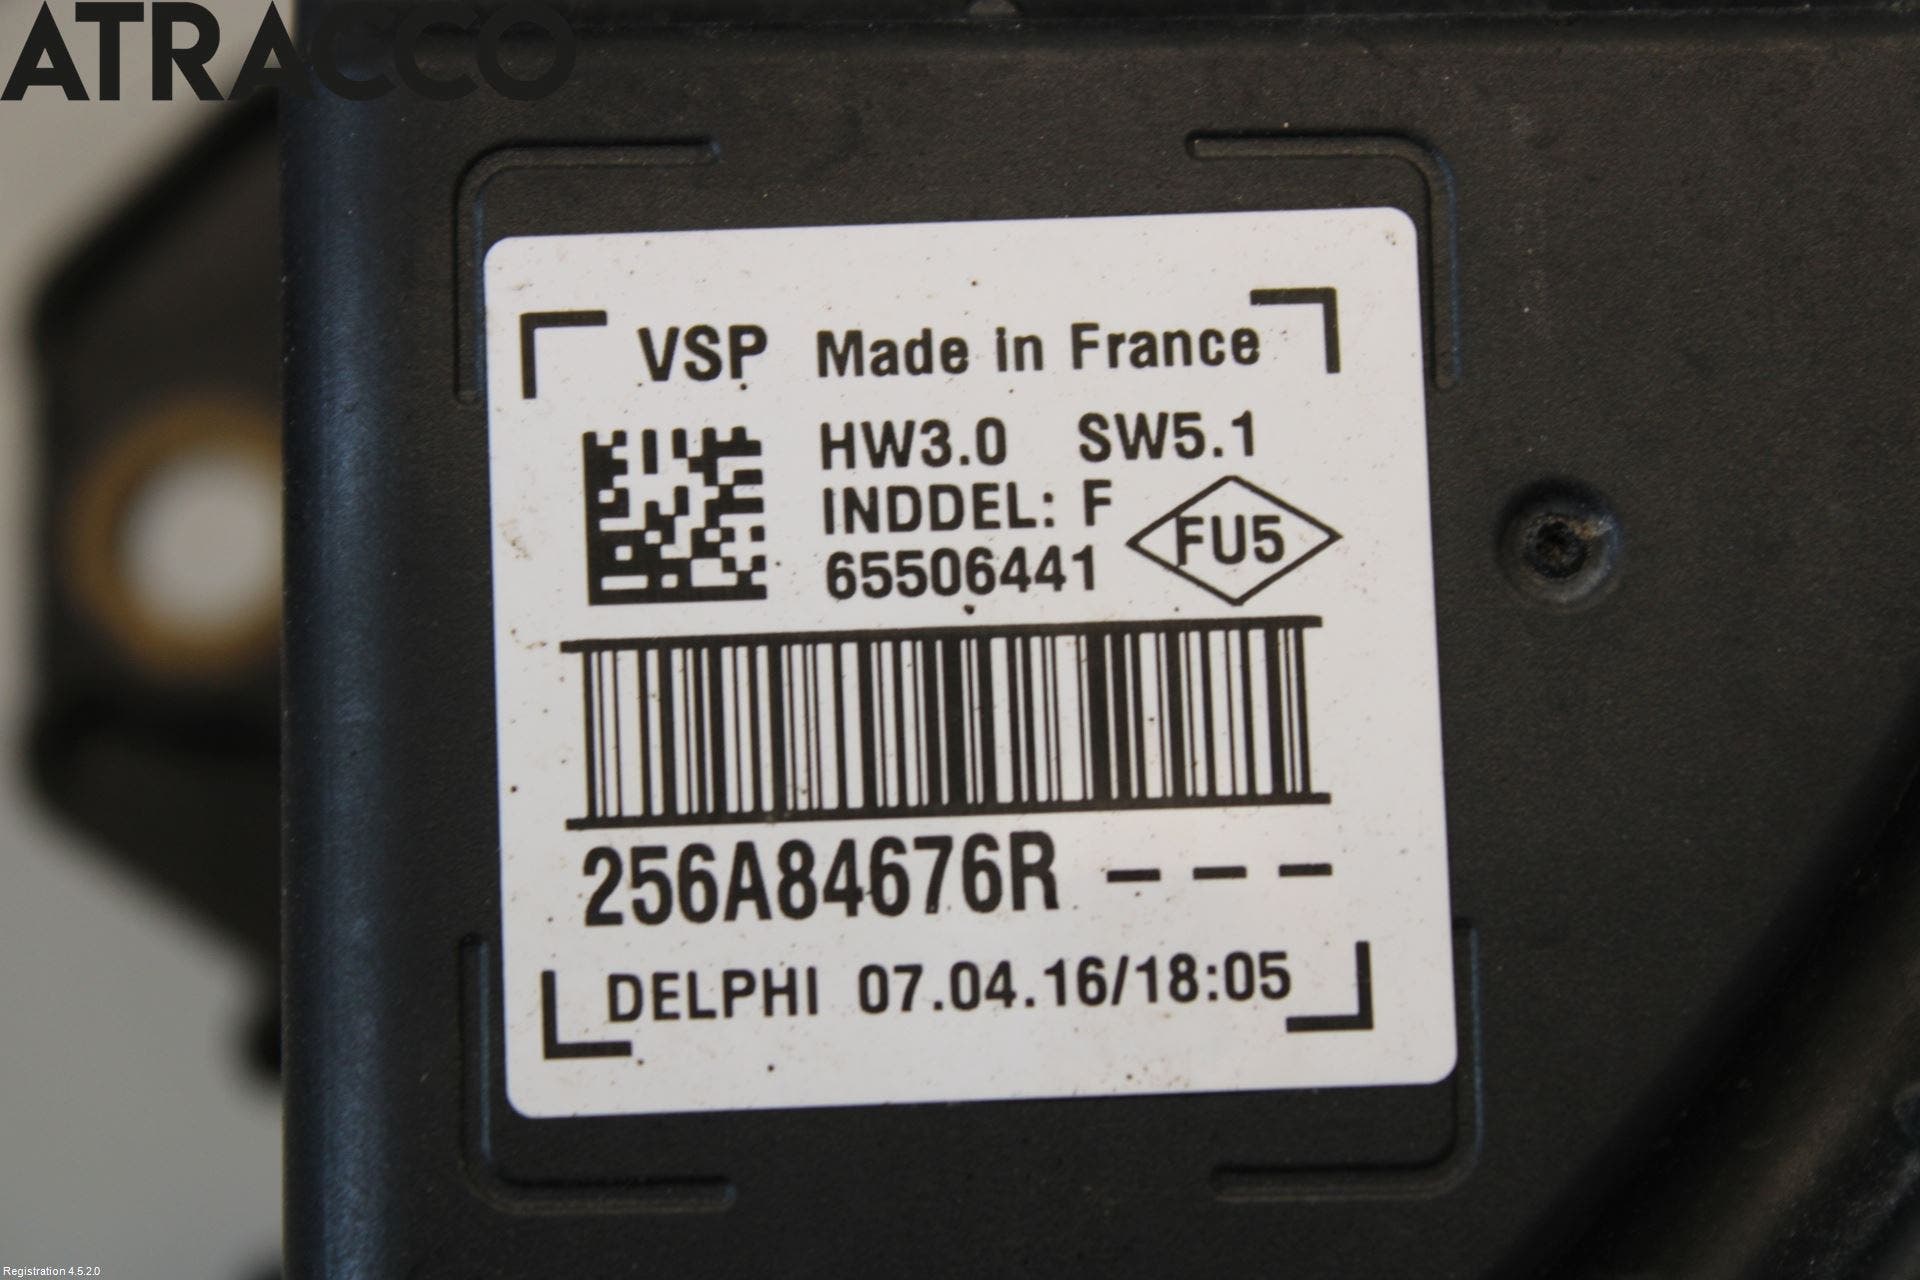 ATRACCO
VSP Made in France
HW3.0 SW5.1
INDDEL: F
FU5
65506441
256A84676R – – –
DELPHI 07.04.16/18:05
Registration 4.5.2.0